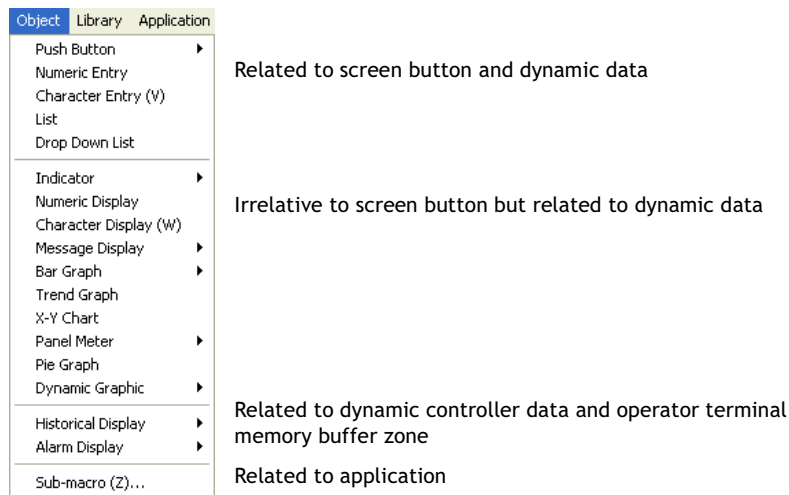 Object Library Application
Push Button
Numeric Entry
Character Entry (V)
List
Drop Down List
Related to screen button and dynamic data
Indicator
Numeric Display
Character Display (W)
Message Display
Bar Graph
Trend Graph
X-Y Chart
Panel Meter
Pie Graph
Dynamic Graphic
Irrelative to screen button but related to dynamic data
Historical Display
Alarm Display
Related to dynamic controller data and operator terminal
memory buffer zone
Sub-macro (Z)...
Related to application